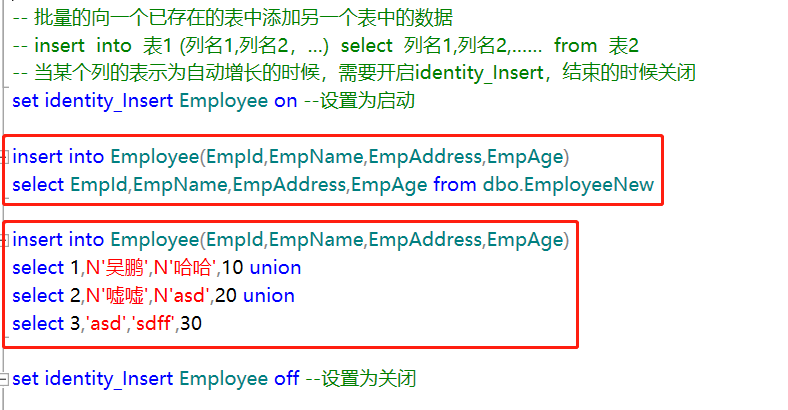 -- 批量的向一个已存在的表中添加另一个表中的数据
-- insert  into  表1 (列名1,列名2，...)  select  列名1,列名2,……  from  表2
-- 当某个列的表示为自动增长的时候，需要开启identity_Insert，结束的时候关闭
set identity_Insert Employee on --设置为启动
insert into Employee(EmpId,EmpName,EmpAddress,EmpAge)
select EmpId,EmpName,EmpAddress,EmpAge from dbo.EmployeeNew
insert into Employee(EmpId,EmpName,EmpAddress,EmpAge)
select 1,N'吴鹏',N'哈哈',10 union
select 2,N'嘘嘘',N'asd',20 union
select 3,'asd','sdff',30
set identity_Insert Employee off --设置为关闭